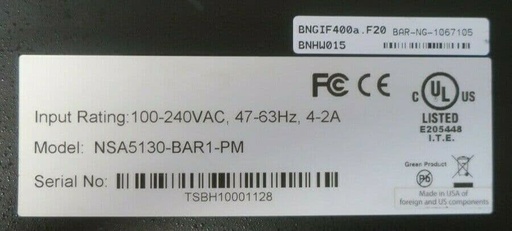 BNGIF400a.F20 BAR-NG-1067105
BNHW015
FC CE
C UL US
LISTED
E205448
I.T.E.
Input Rating:100-240VAC, 47-63Hz, 4-2A
Model: NSA5130-BAR1-PM
Green Product
Pb
Serial No:
TSBH10001128
Made in USA of
foreign and US components